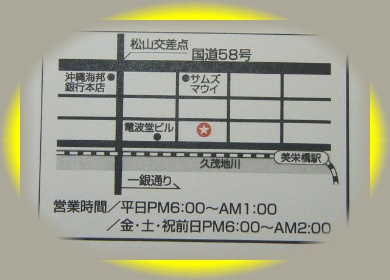 松山交差点
国道58号
沖縄海邦
銀行本店
サムズ
マウイ
電波堂ビル
久茂地川
美栄橋駅
一銀通り
営業時間/平日PM6:00〜AM1:00
/金・土・祝前日PM6:00〜AM2:00